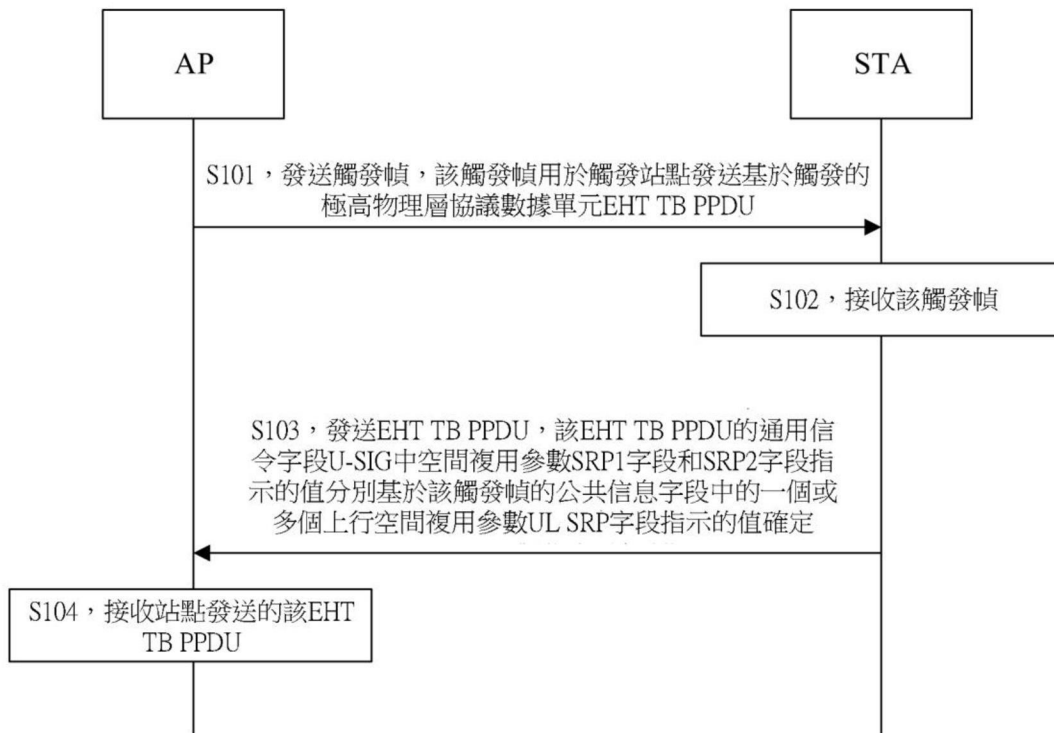 AP
STA
S101，發送觸發幀，該觸發幀用於觸發站點發送基於觸發的
極高物理層協議數據單元EHT TB PPDU
S102，接收該觸發幀
S103，發送EHT TB PPDU，該EHT TB PPDU的通用信
令字段U-SIG中空間複用參數SRP1字段和SRP2字段指
示的值分別基於該觸發幀的公共信息字段中的一個或
多個上行空間複用參數UL SRP字段指示的值確定
S104，接收站點發送的該EHT
TB PPDU